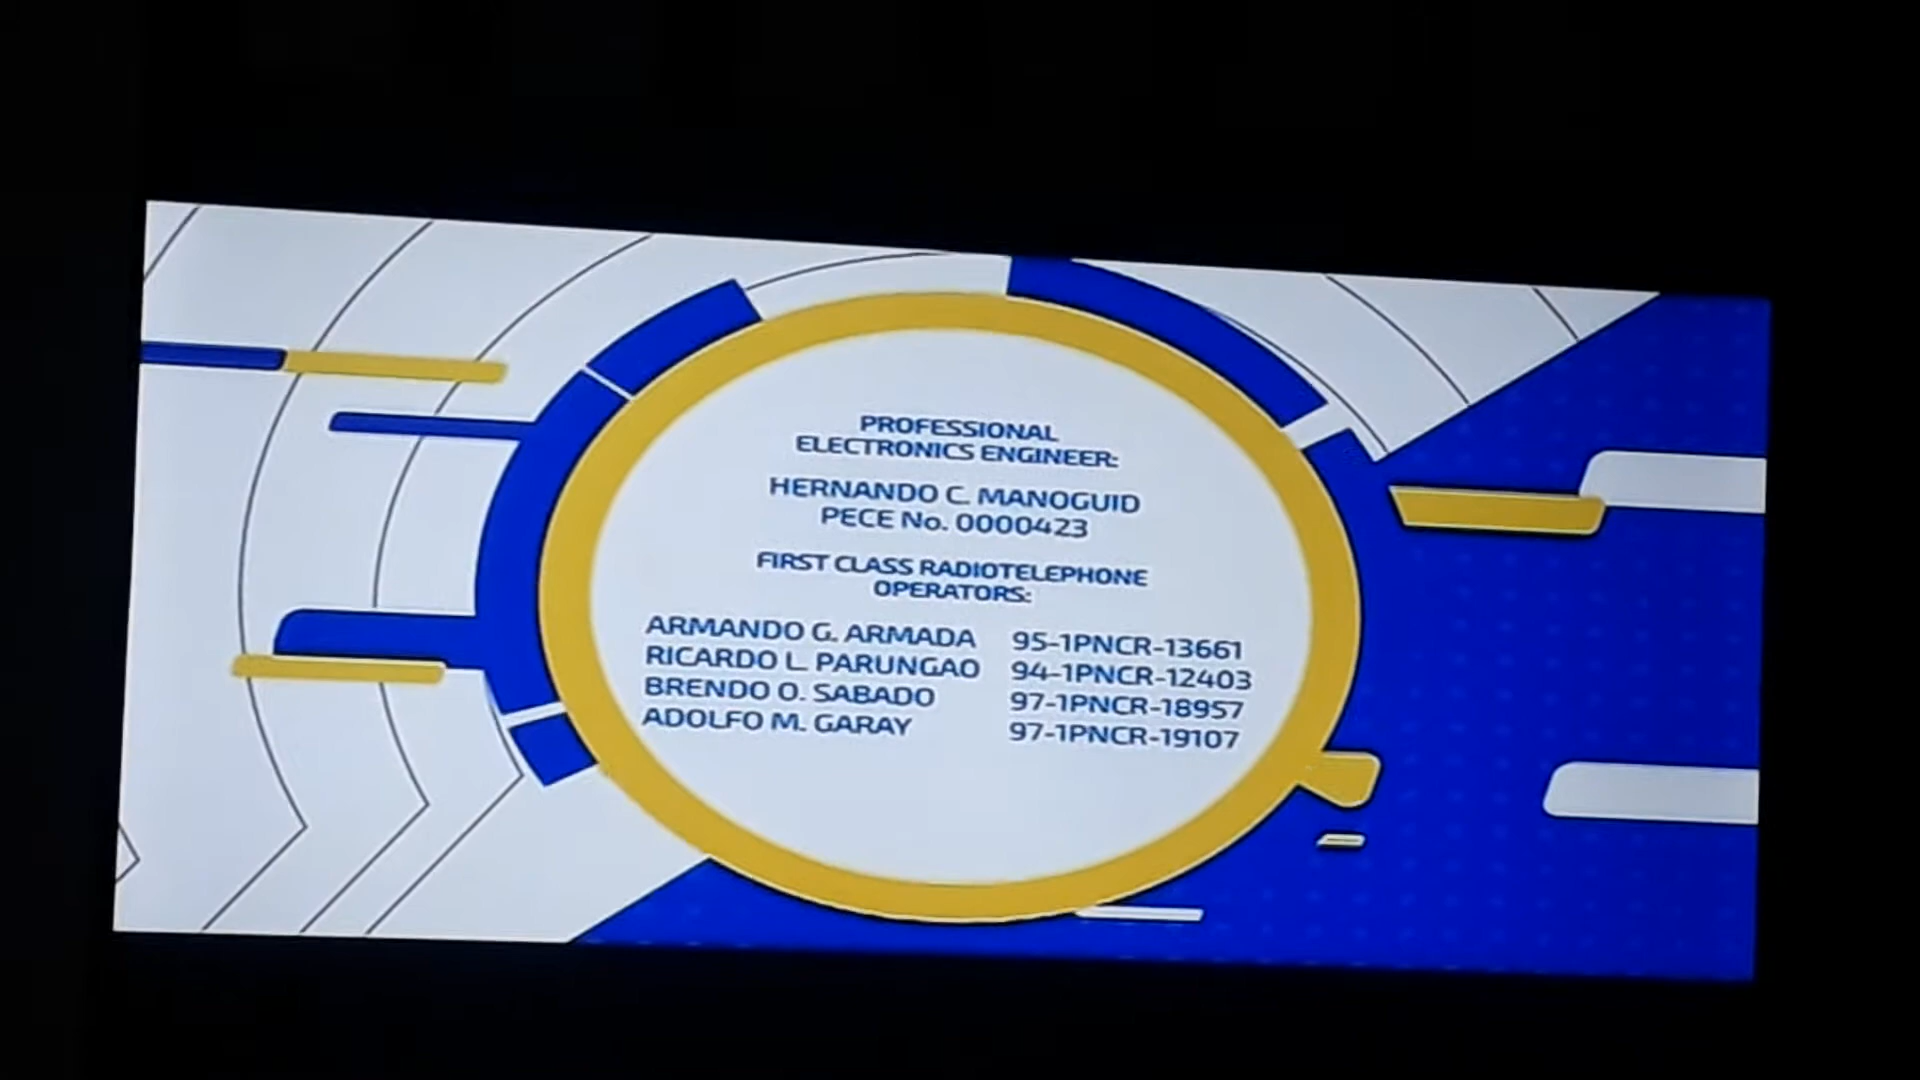 PROFESSIONAL
ELECTRONICS ENGINEER:
HERNANDO C. MANOGUID
PECE No. 0000423
FIRST CLASS RADIOTELEPHONE
OPERATORS:
ARMANDO G. ARMADA 95-1PNCR-13661
RICARDO L. PARUNGAO 94-1PNCR-12403
BRENDO O. SABADO 97-1PNCR-18957
ADOLFO M. GARAY 97-1PNCR-19107